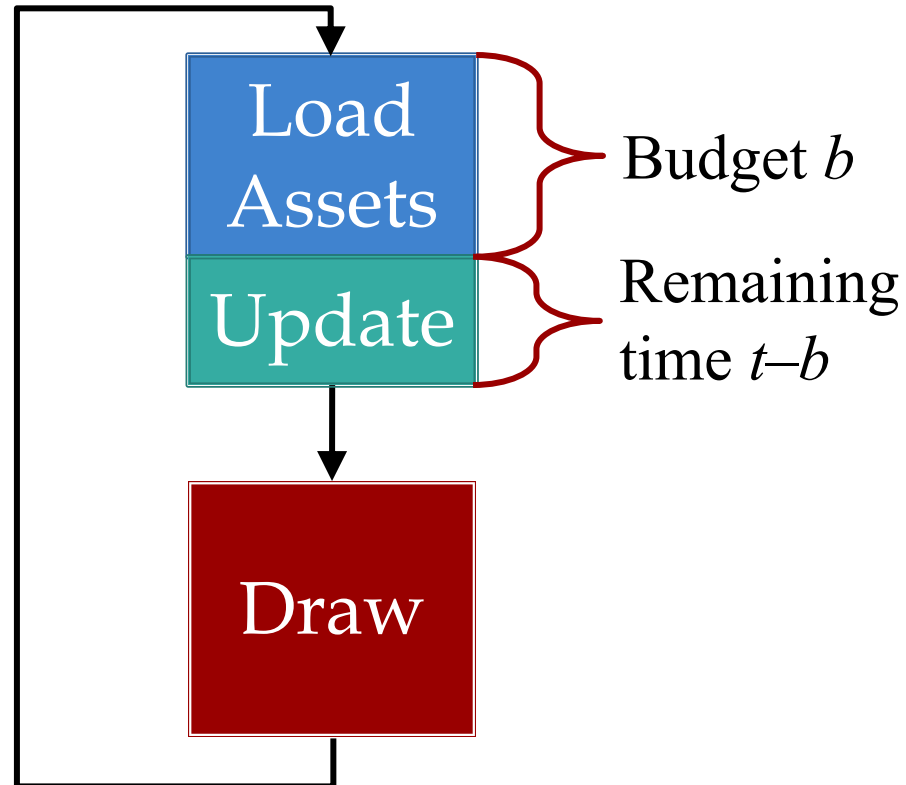 Load
Assets
Budget b
Update
Remaining
time t–b
Draw